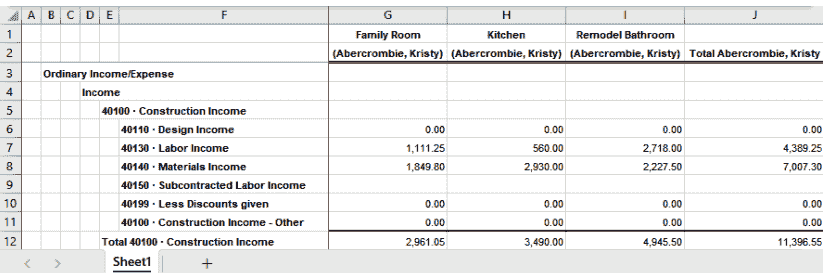 A B C D E F G H I J
1 Family Room Kitchen Remodel Bathroom
2 (Abercrombie, Kristy) (Abercrombie, Kristy) (Abercrombie, Kristy) Total Abercrombie, Kristy
3 Ordinary Income/Expense
4 Income
5 40100 · Construction Income
6 40110 · Design Income 0.00 0.00 0.00 0.00
7 40130 · Labor Income 1,111.25 560.00 2,718.00 4,389.25
8 40140 · Materials Income 1,849.80 2,930.00 2,227.50 7,007.30
9 40150 · Subcontracted Labor Income
10 40199 · Less Discounts given 0.00 0.00 0.00 0.00
11 40100 · Construction Income - Other 0.00 0.00 0.00 0.00
12 Total 40100 · Construction Income 2,961.05 3,490.00 4,945.50 11,396.55
Sheet1